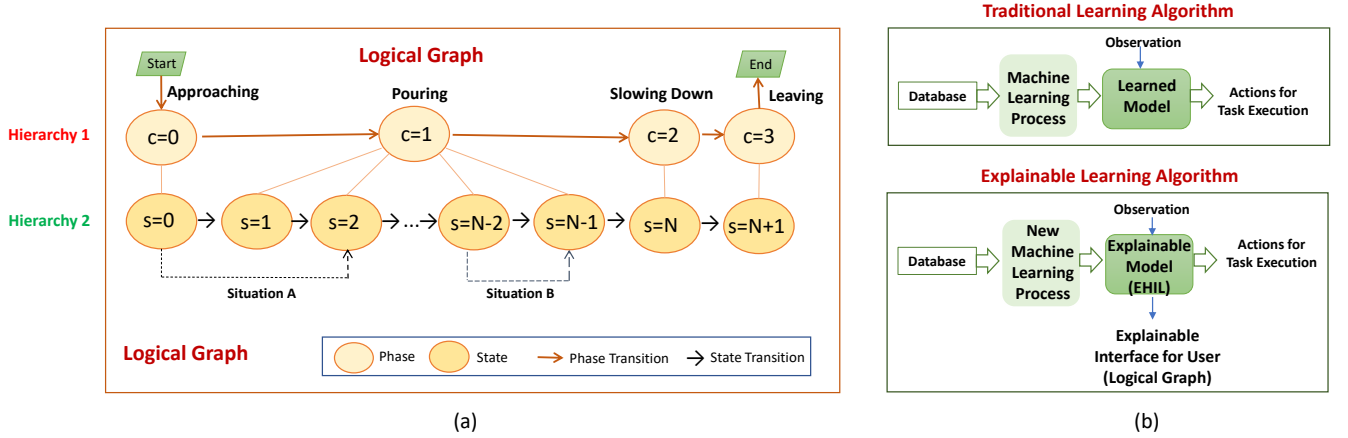 Logical Graph
Start
End
Approaching
Pouring
Slowing Down
Leaving
Hierarchy 1
c=0
c=1
c=2
c=3
Hierarchy 2
s=0
s=1
s=2
...
s=N-2
s=N-1
s=N
s=N+1
Situation A
Situation B
Logical Graph
Phase
State
Phase Transition
State Transition
(a)
Traditional Learning Algorithm
Observation
Database
Machine
Learning
Process
Learned
Model
Actions for
Task Execution
Explainable Learning Algorithm
Observation
Database
New
Machine
Learning
Process
Explainable
Model
(EHIL)
Actions for
Task Execution
Explainable
Interface for User
(Logical Graph)
(b)